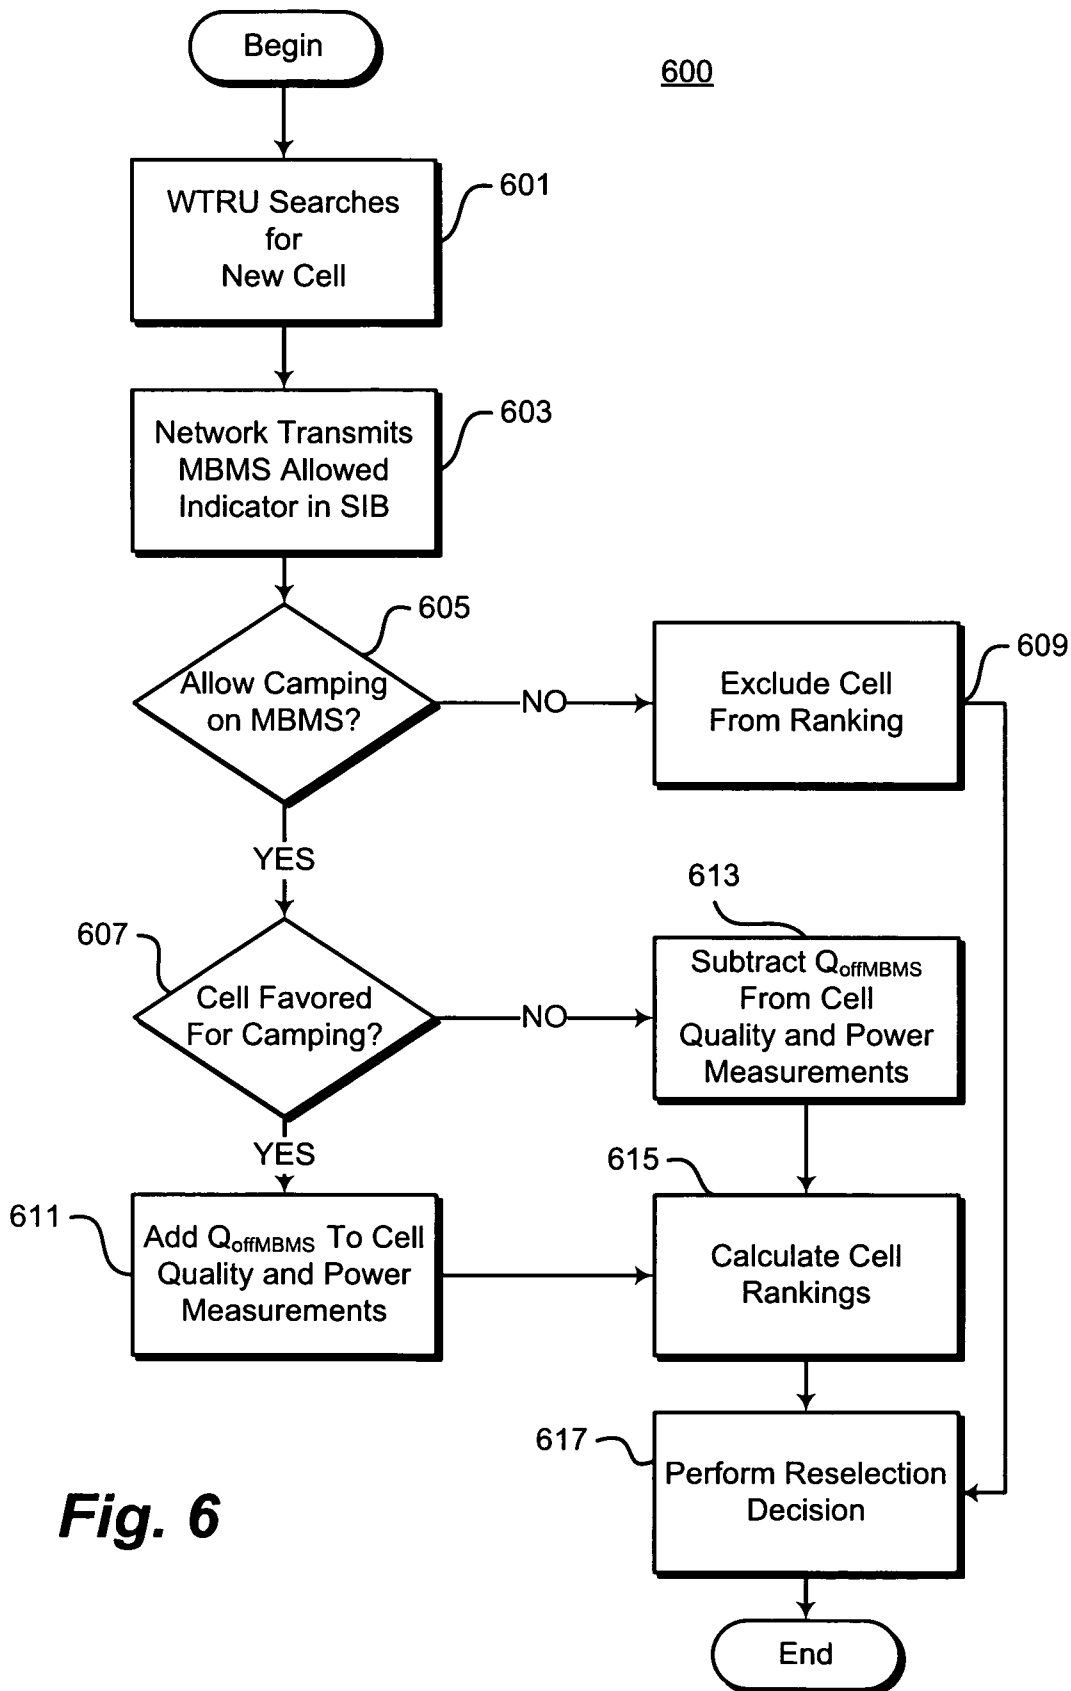 Begin
600
WTRU Searches
for
New Cell
601
Network Transmits
MBMS Allowed
Indicator in SIB
603
605
Allow Camping
on MBMS?
NO
Exclude Cell
From Ranking
609
YES
607
Cell Favored
For Camping?
NO
613
Subtract QoffMBMS
From Cell
Quality and Power
Measurements
YES
611
Add QoffMBMS To Cell
Quality and Power
Measurements
615
Calculate Cell
Rankings
617
Perform Reselection
Decision
Fig. 6
End